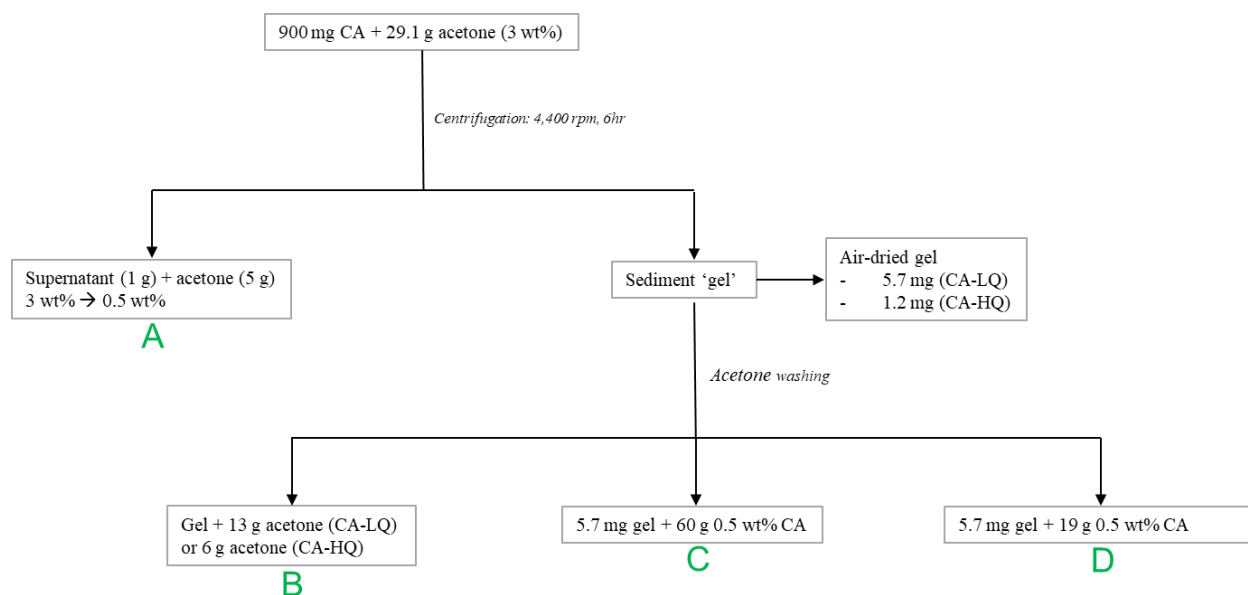 900 mg CA + 29.1 g acetone (3 wt%)
Centrifugation: 4,400 rpm, 6hr
Supernatant (1 g) + acetone (5 g)
3 wt% → 0.5 wt%
A
Sediment ‘gel’
Air-dried gel
- 5.7 mg (CA-LQ)
- 1.2 mg (CA-HQ)
Acetone washing
Gel + 13 g acetone (CA-LQ)
or 6 g acetone (CA-HQ)
B
5.7 mg gel + 60 g 0.5 wt% CA
C
5.7 mg gel + 19 g 0.5 wt% CA
D